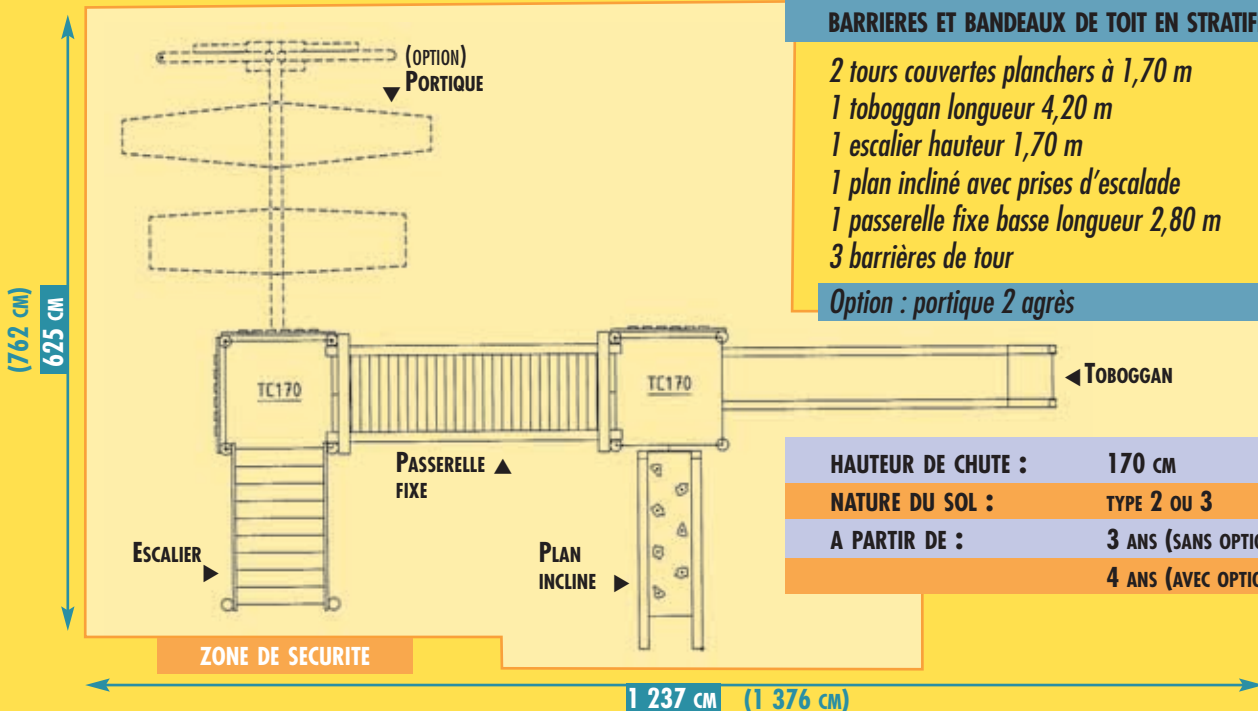 BARRIERES ET BANDEAUX DE TOIT EN STRATIF
2 tours couvertes planchers à 1,70 m
1 toboggan longueur 4,20 m
1 escalier hauteur 1,70 m
1 plan incliné avec prises d'escalade
1 passerelle fixe basse longueur 2,80 m
3 barrières de tour
Option : portique 2 agrès
(OPTION)
PORTIQUE
(762 CM)
625 CM
TC170
TC170
TOBOGGAN
PASSERELLE
FIXE
ESCALIER
PLAN
INCLINE
HAUTEUR DE CHUTE : 170 CM
NATURE DU SOL : TYPE 2 OU 3
A PARTIR DE : 3 ANS (SANS OPTIO
4 ANS (AVEC OPTIO
ZONE DE SECURITE
1 237 CM (1 376 CM)